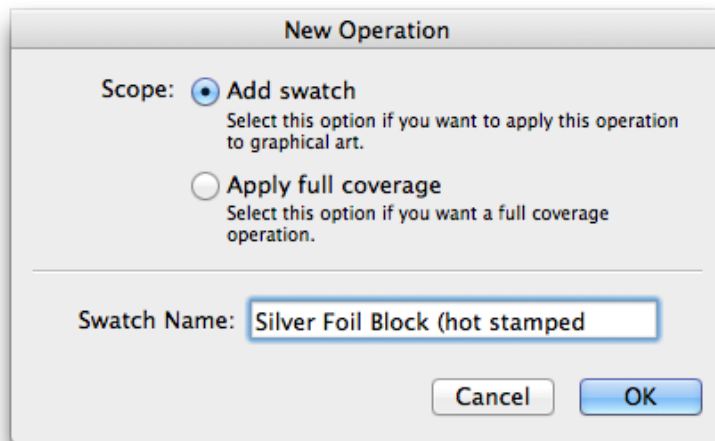 New Operation
Scope: Add swatch
Select this option if you want to apply this operation
to graphical art.
Apply full coverage
Select this option if you want a full coverage
operation.
Swatch Name: Silver Foil Block (hot stamped
Cancel OK